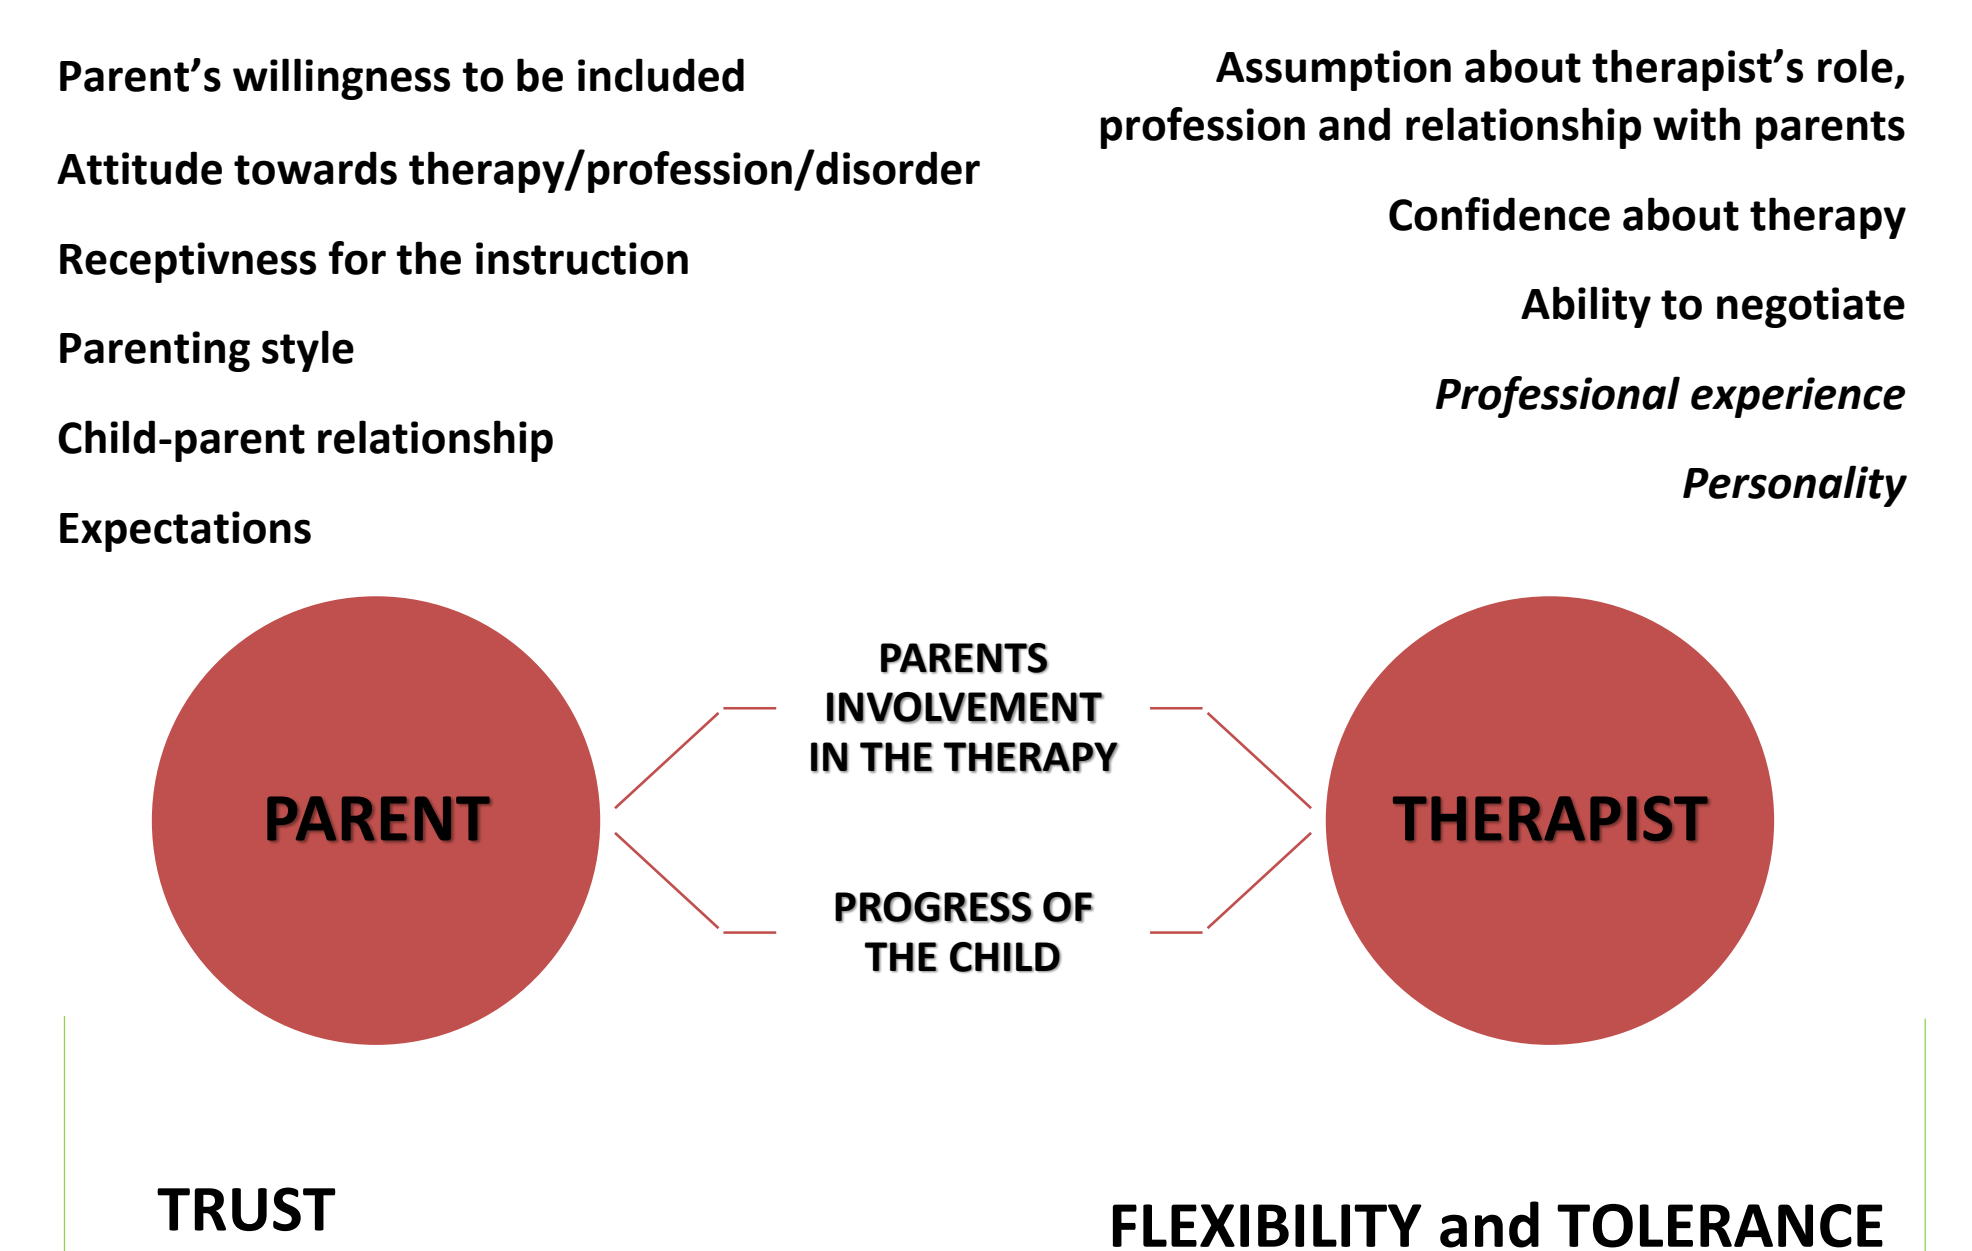 Parent’s willingness to be included
Attitude towards therapy/profession/disorder
Receptivness for the instruction
Parenting style
Child-parent relationship
Expectations
Assumption about therapist’s role,
profession and relationship with parents
Confidence about therapy
Ability to negotiate
Professional experience
Personality
PARENT
PARENTS
INVOLVEMENT
IN THE THERAPY
PROGRESS OF
THE CHILD
THERAPIST
TRUST
FLEXIBILITY and TOLERANCE